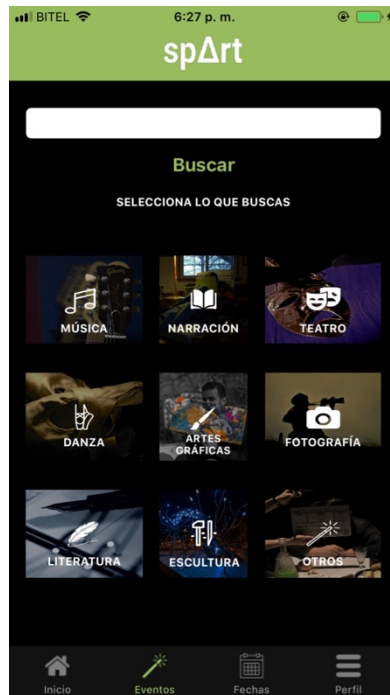 BITEL 6:27 p. m.
spΔrt
Buscar
SELECCIONA LO QUE BUSCAS
MÚSICA NARRACIÓN TEATRO
DANZA ARTES GRÁFICAS FOTOGRAFÍA
LITERATURA ESCULTURA OTROS
Inicio Eventos Fechas Perfil